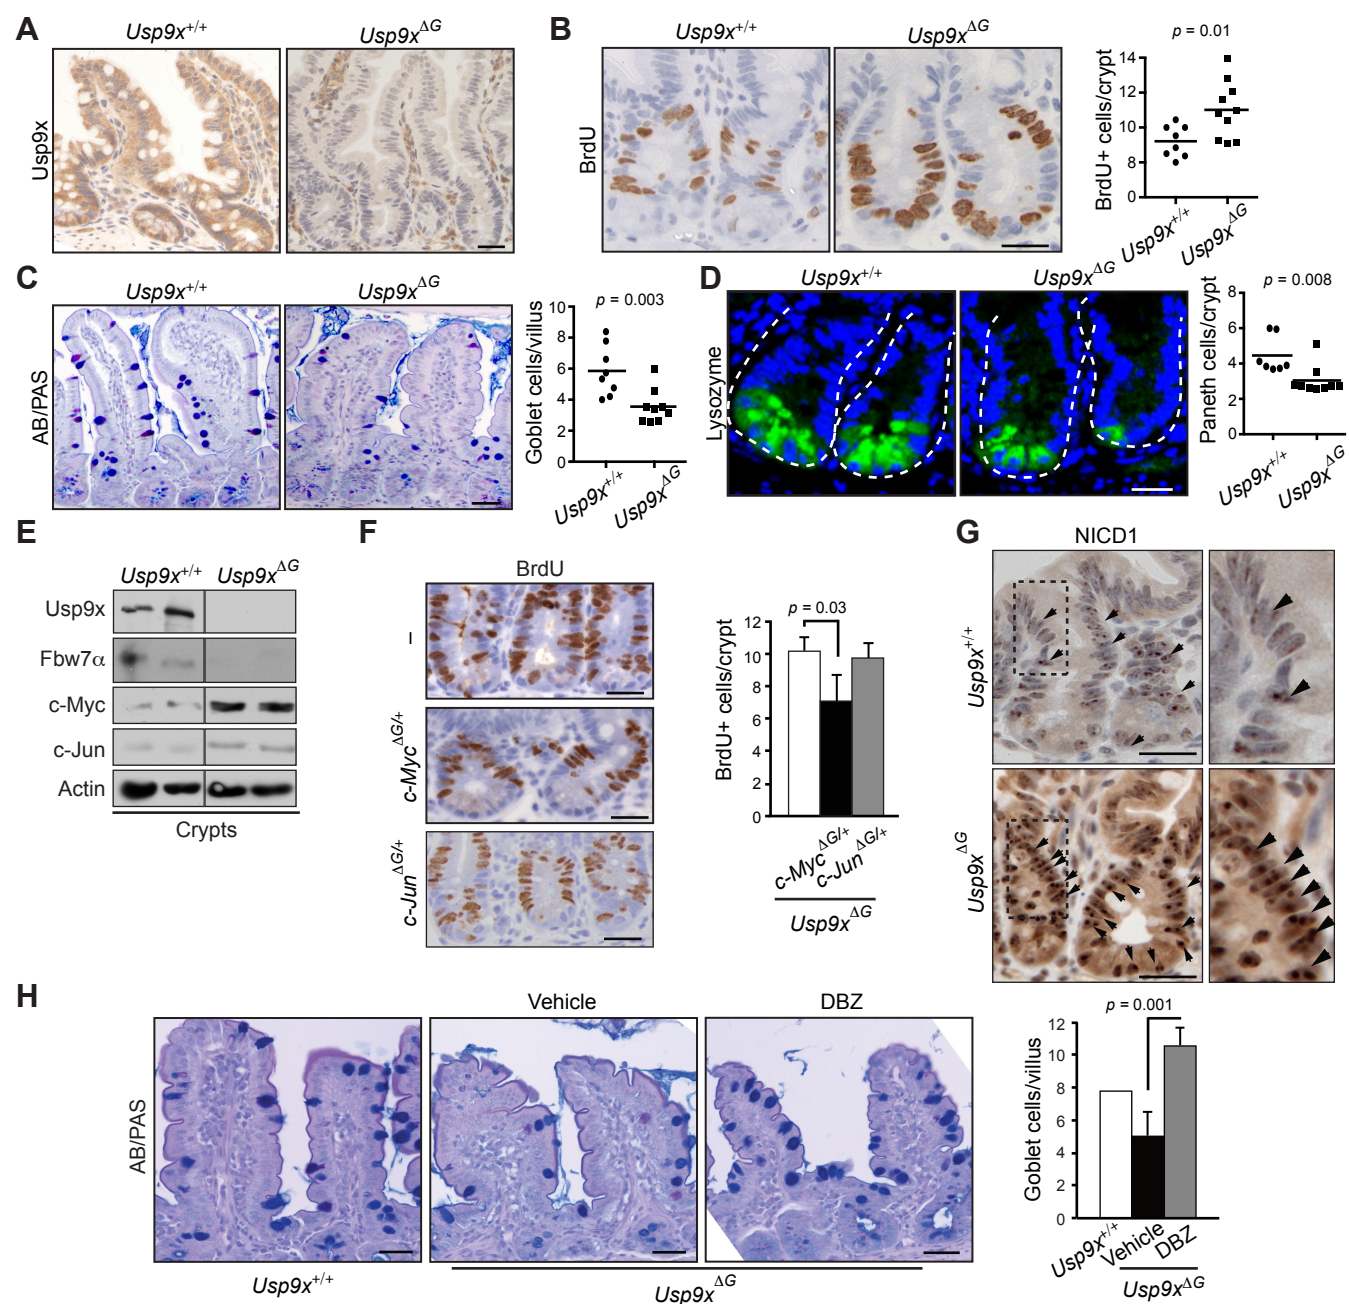 A
Usp9x+/+
Usp9xΔG
Usp9x
B
Usp9x+/+
Usp9xΔG
BrdU
p = 0.01
BrdU+ cells/crypt
14
12
10
8
0
Usp9x+/+
Usp9xΔG
C
Usp9x+/+
Usp9xΔG
AB/PAS
p = 0.003
Goblet cells/villus
10
8
6
4
2
0
Usp9x+/+
Usp9xΔG
D
Usp9x+/+
Usp9xΔG
Lysozyme
p = 0.008
Paneth cells/crypt
8
6
4
2
0
Usp9x+/+
Usp9xΔG
E
Usp9x+/+
Usp9xΔG
Usp9x
Fbw7α
c-Myc
c-Jun
Actin
Crypts
F
BrdU
–
c-MycΔG/+
c-JunΔG/+
p = 0.03
BrdU+ cells/crypt
12
10
8
6
4
2
0
c-MycΔG/+
c-JunΔG/+
Usp9xΔG
G
NICD1
Usp9x+/+
Usp9xΔG
H
Vehicle
DBZ
AB/PAS
Usp9x+/+
Usp9xΔG
p = 0.001
Goblet cells/villus
12
10
8
6
4
2
0
Usp9x+/+
Vehicle
DBZ
Usp9xΔG